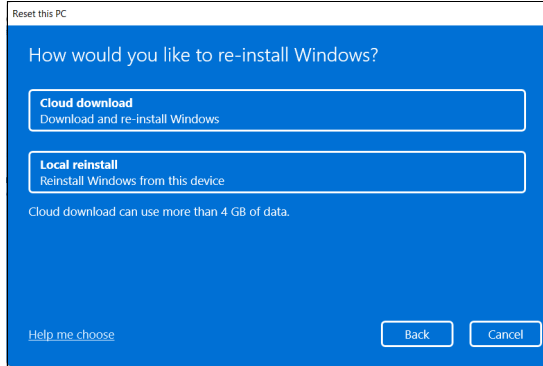 Reset this PC
How would you like to re-install Windows?
Cloud download
Download and re-install Windows
Local reinstall
Reinstall Windows from this device
Cloud download can use more than 4 GB of data.
Help me choose
Back
Cancel